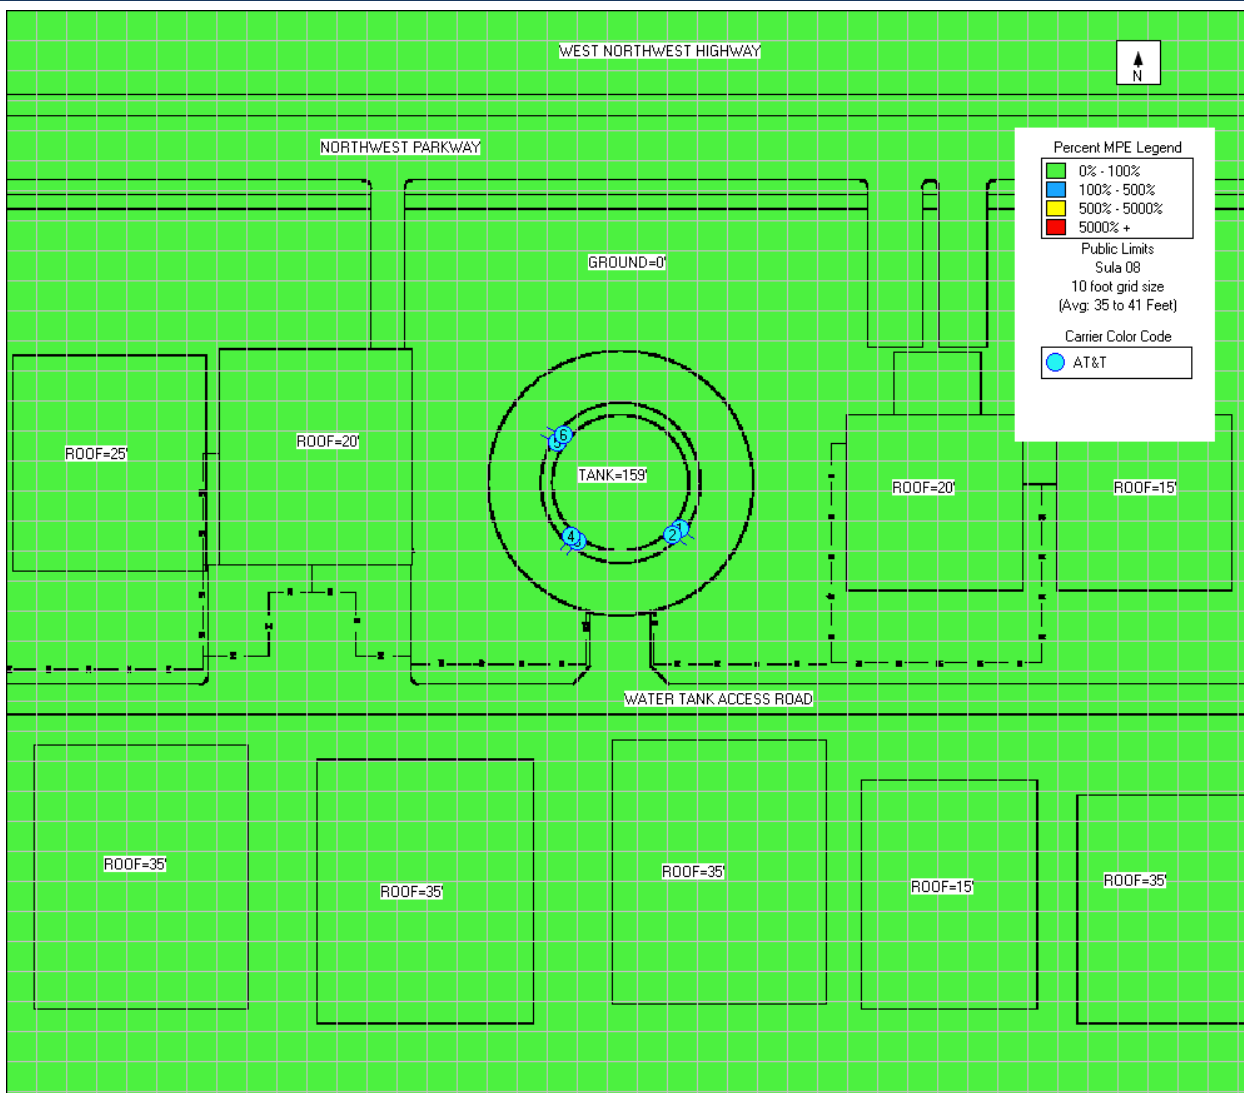 WEST NORTHWEST HIGHWAY
N
NORTHWEST PARKWAY
Percent MPE Legend
0% - 100%
100% - 500%
500% - 5000%
5000% +
Public Limits
Sula 08
10 foot grid size
(Avg: 35 to 41 Feet)
Carrier Color Code
AT&T
GROUND=0'
ROOF=25'
ROOF=20'
6
5
TANK=159'
ROOF=20'
ROOF=15'
4
3
2
1
WATER TANK ACCESS ROAD
ROOF=35'
ROOF=35'
ROOF=35'
ROOF=15'
ROOF=35'